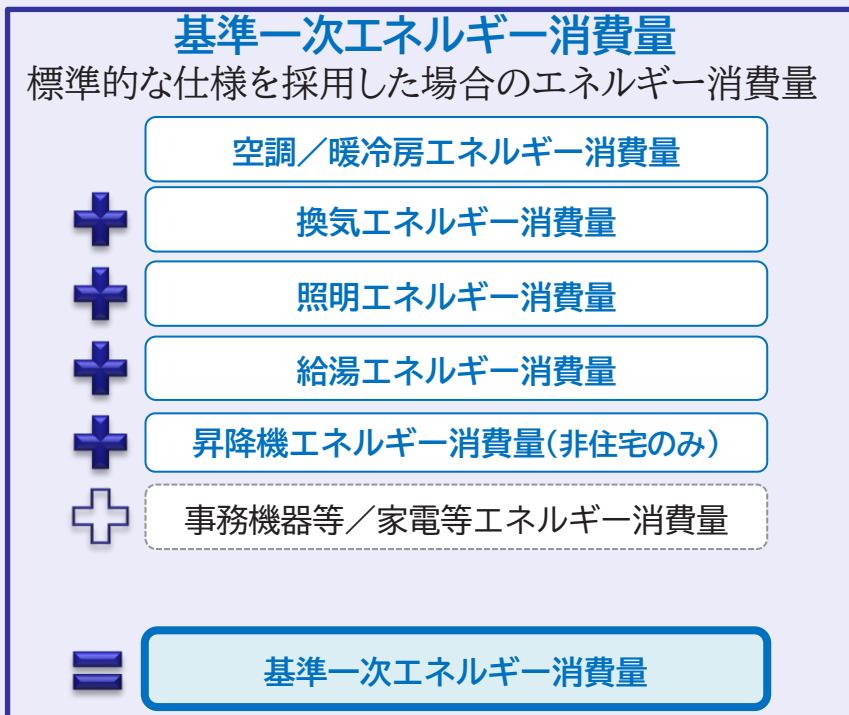 基準一次エネルギー消費量
標準的な仕様を採用した場合のエネルギー消費量
空調／暖冷房エネルギー消費量
換気エネルギー消費量
照明エネルギー消費量
給湯エネルギー消費量
昇降機エネルギー消費量（非住宅のみ）
事務機器等／家電等エネルギー消費量
基準一次エネルギー消費量